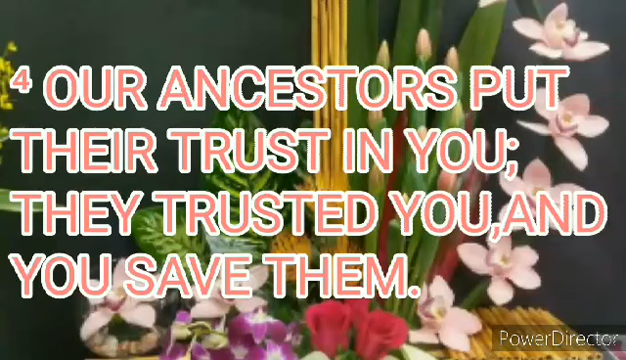 ⁴ OUR ANCESTORS PUT
THEIR TRUST IN YOU;
THEY TRUSTED YOU,AND
YOU SAVE THEM.
PowerDirector